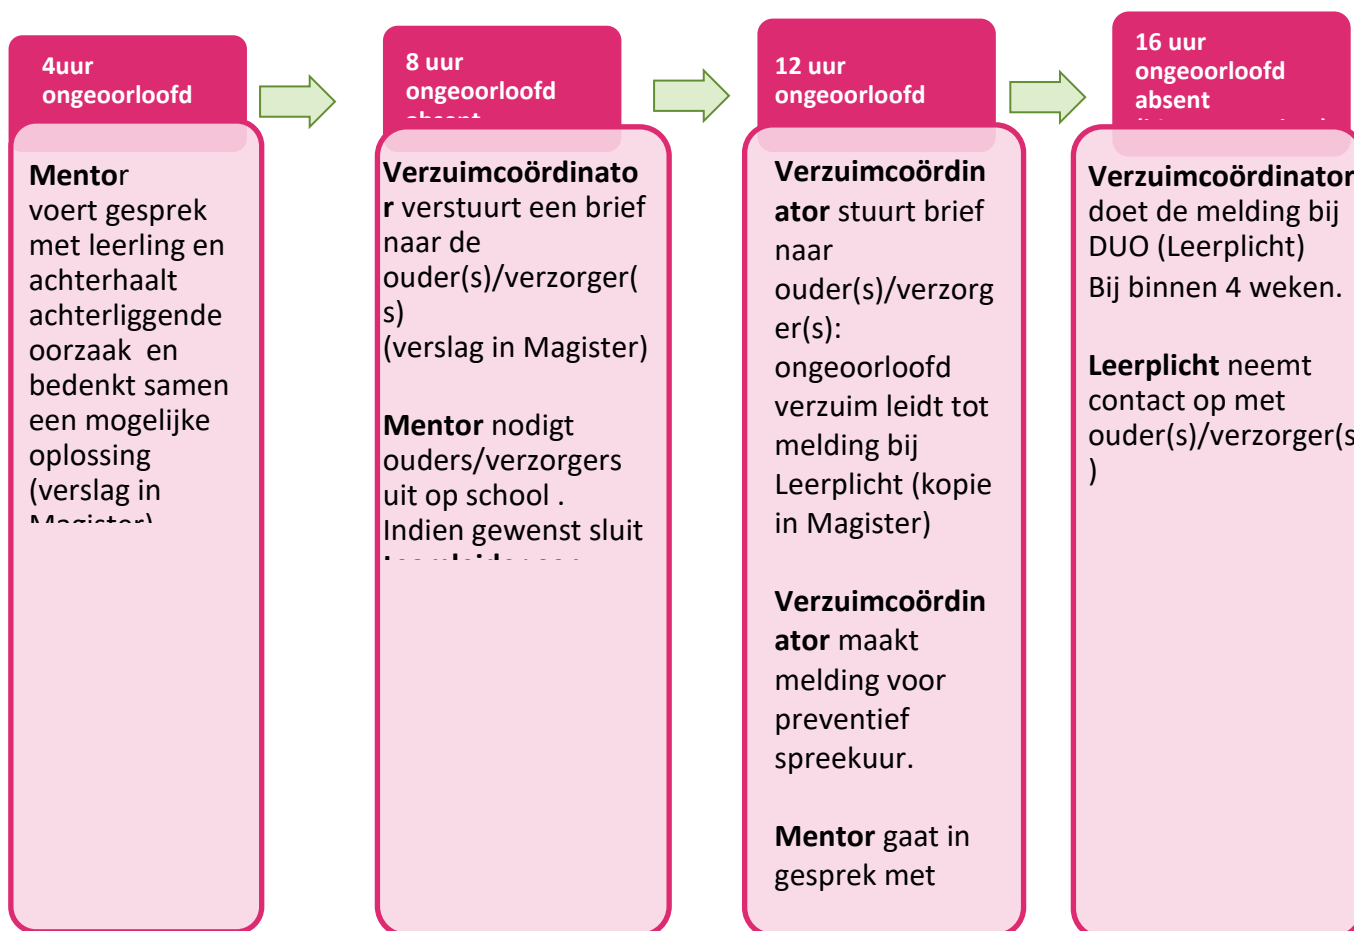 4uur
ongeoorloofd
Mentor
voert gesprek
met leerling en
achterhaalt
achterliggende
oorzaak en
bedenkt samen
een mogelijke
oplossing
(verslag in
Magister)
8 uur
ongeoorloofd
absent
Verzuimcoördinato
r verstuurt een brief
naar de
ouder(s)/verzorger(
s)
(verslag in Magister)
Mentor nodigt
ouders/verzorgers
uit op school .
Indien gewenst sluit
12 uur
ongeoorloofd
Verzuimcoördin
ator stuurt brief
naar
ouder(s)/verzorg
er(s):
ongeoorloofd
verzuim leidt tot
melding bij
Leerplicht (kopie
in Magister)
Verzuimcoördin
ator maakt
melding voor
preventief
spreekuur.
Mentor gaat in
gesprek met
16 uur
ongeoorloofd
absent
Verzuimcoördinator
doet de melding bij
DUO (Leerplicht)
Bij binnen 4 weken.
Leerplicht neemt
contact op met
ouder(s)/verzorger(s
)